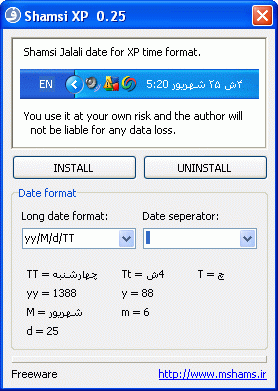 Shamsi XP 0.25
Shamsi Jalali date for XP time format.
EN
5:20 ۴ش ۲۵ شهریور
You use it at your own risk and the author will
not be liable for any data loss.
INSTALL
UNINSTALL
Date format
Long date format:
Date seperator:
yy/M/d/TT
TT = چهارشنبه
Tt = ۴ش
T = چ
yy = 1388
y = 88
M = شهریور
m = 6
d = 25
Freeware
http://www.mshams.ir